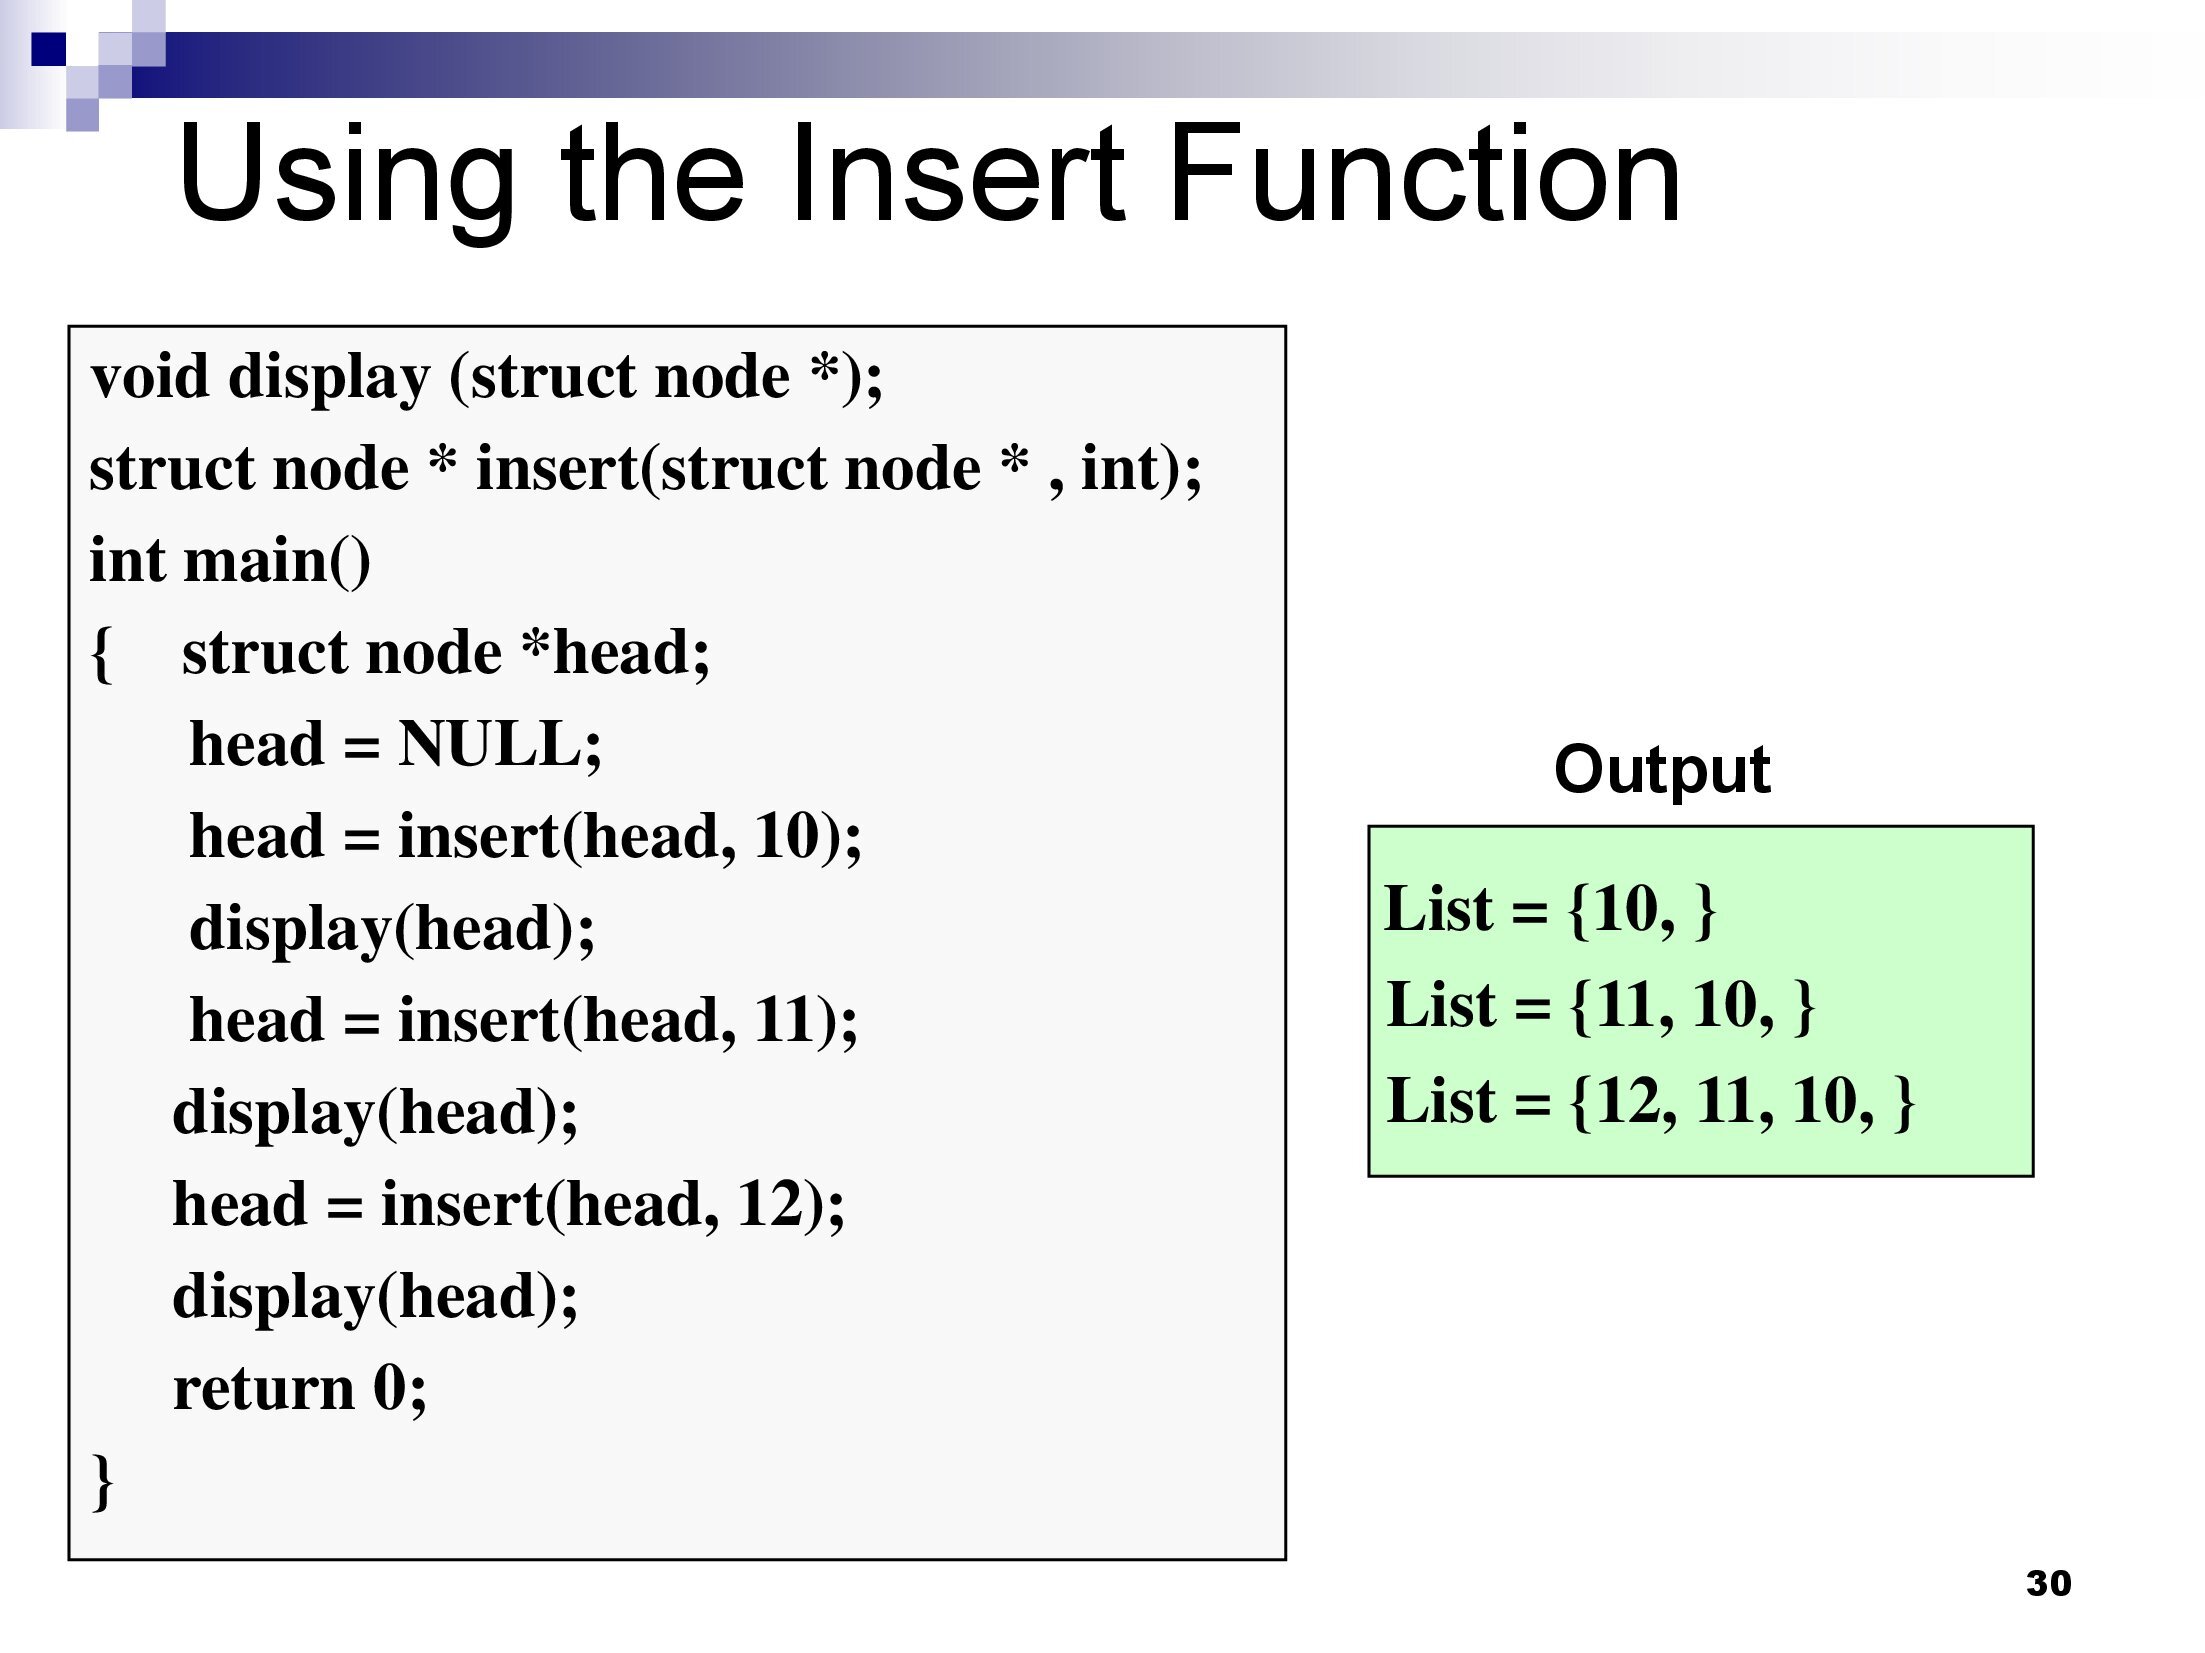 Using the Insert Function
void display (struct node *);
struct node * insert(struct node * , int);
int main()
{    struct node *head;
head = NULL;
head = insert(head, 10);
display(head);
head = insert(head, 11);
display(head);
head = insert(head, 12);
display(head);
return 0;
}
Output
List = {10, }
List = {11, 10, }
List = {12, 11, 10, }
30